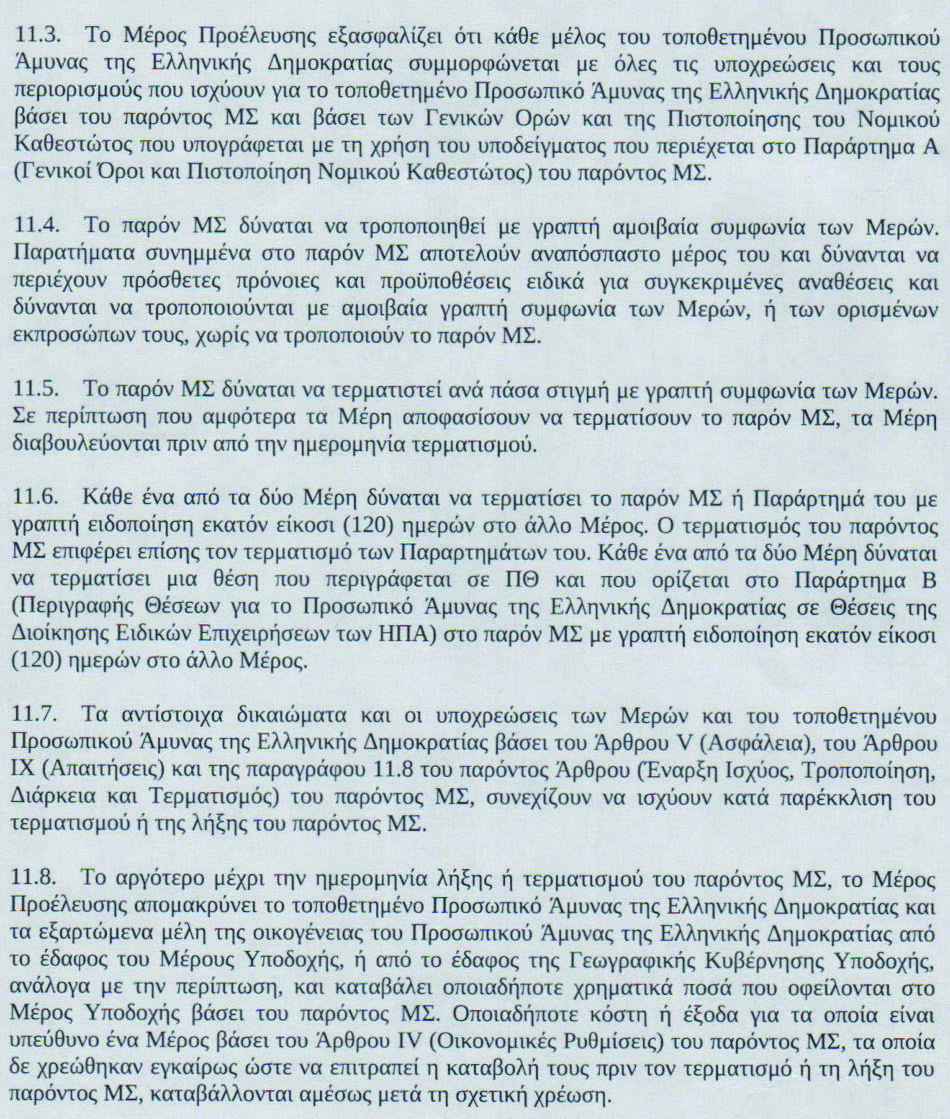 11.3. Το Μέρος Προέλευσης εξασφαλίζει ότι κάθε μέλος του τοποθετημένου Προσωπικού
Άμυνας της Ελληνικής Δημοκρατίας συμμορφώνεται με όλες τις υποχρεώσεις και τους
περιορισμούς που ισχύουν για το τοποθετημένο Προσωπικό Άμυνας της Ελληνικής Δημοκρατίας
βάσει του παρόντος ΜΣ και βάσει των Γενικών Ορών και της Πιστοποίησης του Νομικού
Καθεστώτος που υπογράφεται με τη χρήση του υποδείγματος που περιέχεται στο Παράρτημα Α
(Γενικοί Όροι και Πιστοποίηση Νομικού Καθεστώτος) του παρόντος ΜΣ.
11.4. Το παρόν ΜΣ δύναται να τροποποιηθεί με γραπτή αμοιβαία συμφωνία των Μερών.
Παρατήματα συνημμένα στο παρόν ΜΣ αποτελούν αναπόσπαστο μέρος του και δύνανται να
περιέχουν πρόσθετες πρόνοιες και προϋποθέσεις ειδικά για συγκεκριμένες αναθέσεις και
δύνανται να τροποποιούνται με αμοιβαία γραπτή συμφωνία των Μερών, ή των ορισμένων
εκπροσώπων τους, χωρίς να τροποποιούν το παρόν ΜΣ.
11.5. Το παρόν ΜΣ δύναται να τερματιστεί ανά πάσα στιγμή με γραπτή συμφωνία των Μερών.
Σε περίπτωση που αμφότερα τα Μέρη αποφασίσουν να τερματίσουν το παρόν ΜΣ, τα Μέρη
διαβουλεύονται πριν από την ημερομηνία τερματισμού.
11.6. Κάθε ένα από τα δύο Μέρη δύναται να τερματίσει το παρόν ΜΣ ή Παράρτημά του με
γραπτή ειδοποίηση εκατόν είκοσι (120) ημερών στο άλλο Μέρος. Ο τερματισμός του παρόντος
ΜΣ επιφέρει επίσης τον τερματισμό των Παραρτημάτων του. Κάθε ένα από τα δύο Μέρη δύναται
να τερματίσει μια θέση που περιγράφεται σε ΠΘ και που ορίζεται στο Παράρτημα Β
(Περιγραφής Θέσεων για το Προσωπικό Άμυνας της Ελληνικής Δημοκρατίας σε Θέσεις της
Διοίκησης Ειδικών Επιχειρήσεων των ΗΠΑ) στο παρόν ΜΣ με γραπτή ειδοποίηση εκατόν είκοσι
(120) ημερών στο άλλο Μέρος.
11.7. Τα αντίστοιχα δικαιώματα και οι υποχρεώσεις των Μερών και του τοποθετημένου
Προσωπικού Άμυνας της Ελληνικής Δημοκρατίας βάσει του Άρθρου V (Ασφάλεια), του Άρθρου
IX (Απαιτήσεις) και της παραγράφου 11.8 του παρόντος Άρθρου (Έναρξη Ισχύος, Τροποποίηση,
Διάρκεια και Τερματισμός) του παρόντος ΜΣ, συνεχίζουν να ισχύουν κατά παρέκκλιση του
τερματισμού ή της λήξης του παρόντος ΜΣ.
11.8. Το αργότερο μέχρι την ημερομηνία λήξης ή τερματισμού του παρόντος ΜΣ, το Μέρος
Προέλευσης απομακρύνει το τοποθετημένο Προσωπικό Άμυνας της Ελληνικής Δημοκρατίας και
τα εξαρτώμενα μέλη της οικογένειας του Προσωπικού Άμυνας της Ελληνικής Δημοκρατίας από
το έδαφος του Μέρους Υποδοχής, ή από το έδαφος της Γεωγραφικής Κυβέρνησης Υποδοχής,
ανάλογα με την περίπτωση, και καταβάλει οποιαδήποτε χρηματικά ποσά που οφείλονται στο
Μέρος Υποδοχής βάσει του παρόντος ΜΣ. Οποιαδήποτε κόστη ή έξοδα για τα οποία είναι
υπεύθυνο ένα Μέρος βάσει του Άρθρου IV (Οικονομικές Ρυθμίσεις) του παρόντος ΜΣ, τα οποία
δε χρεώθηκαν εγκαίρως ώστε να επιτραπεί η καταβολή τους πριν τον τερματισμό ή τη λήξη του
παρόντος ΜΣ, καταβάλλονται αμέσως μετά τη σχετική χρέωση.